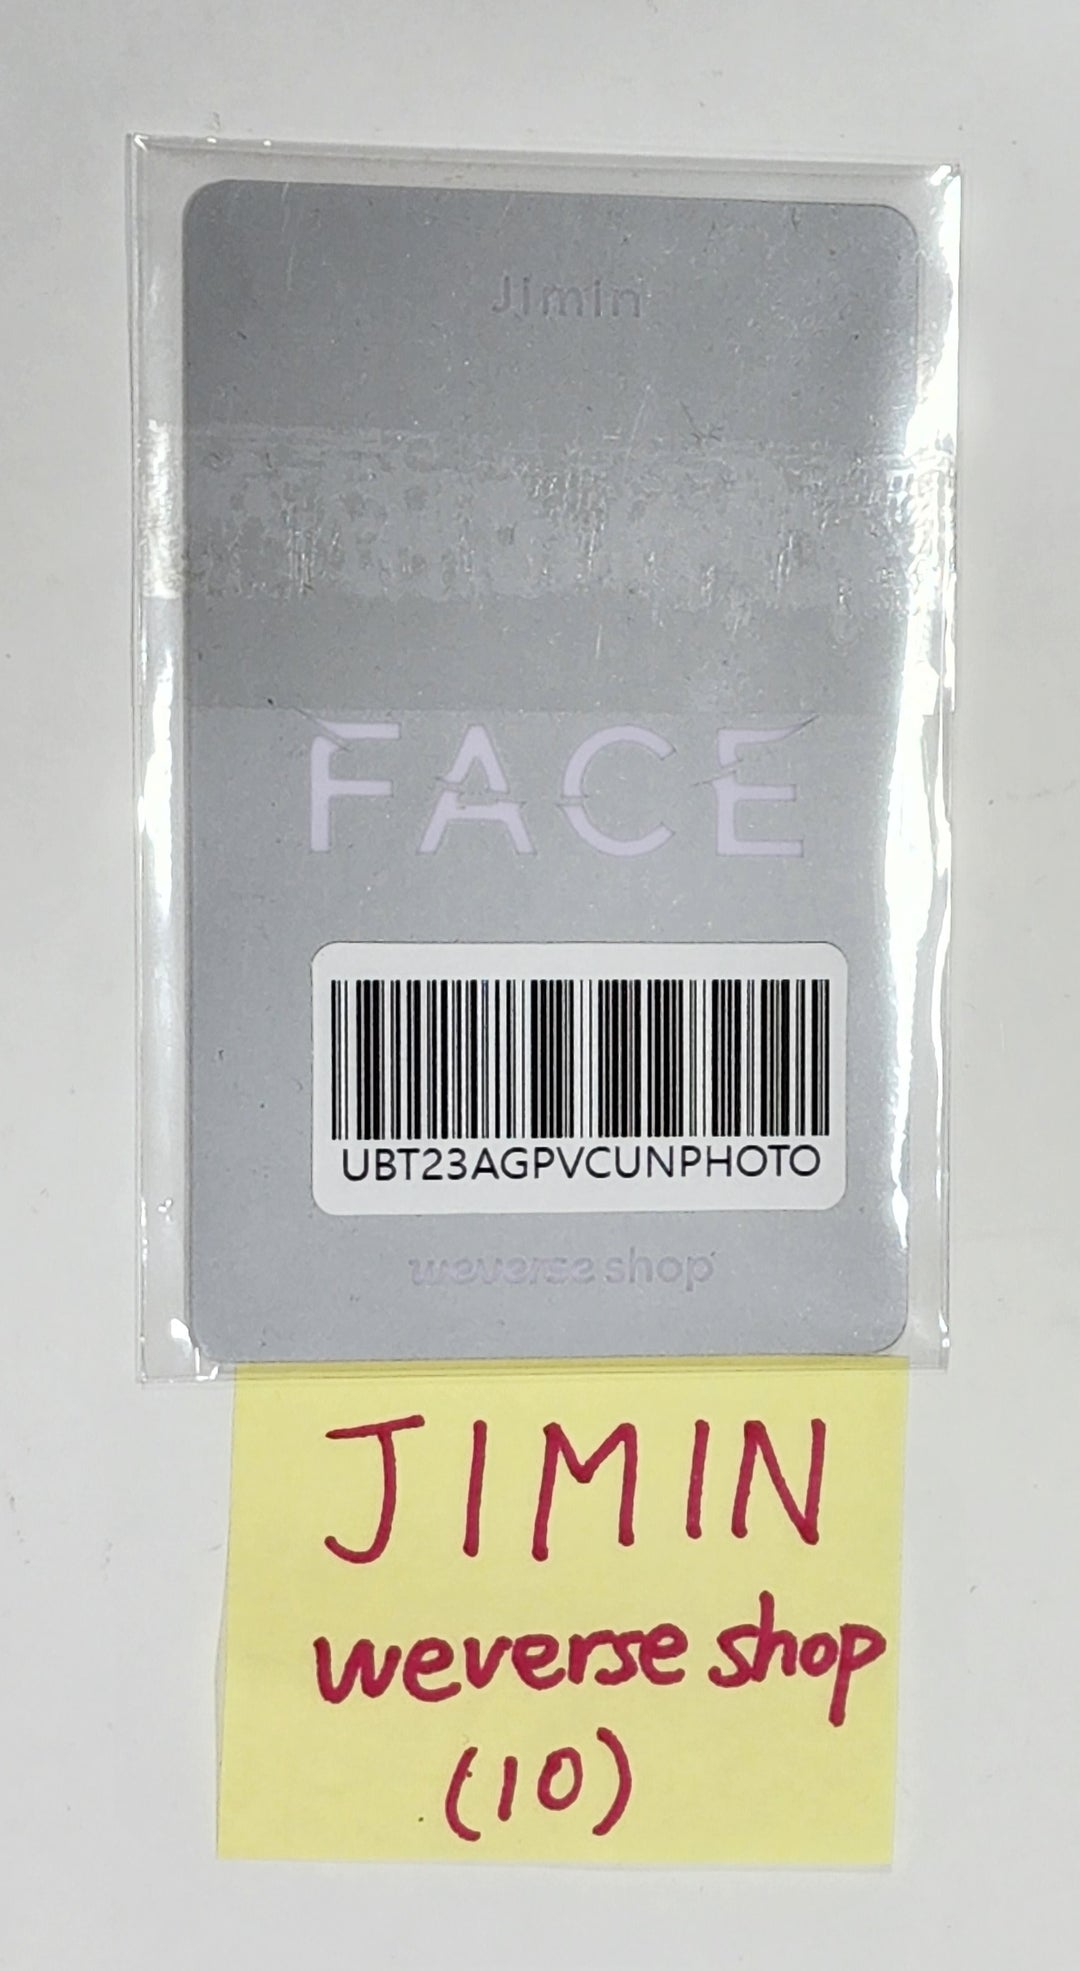 Jimin
FACE
UBT23AGPVCUNPHOTO
weverse shop
JIMIN
weverse shop
(10)